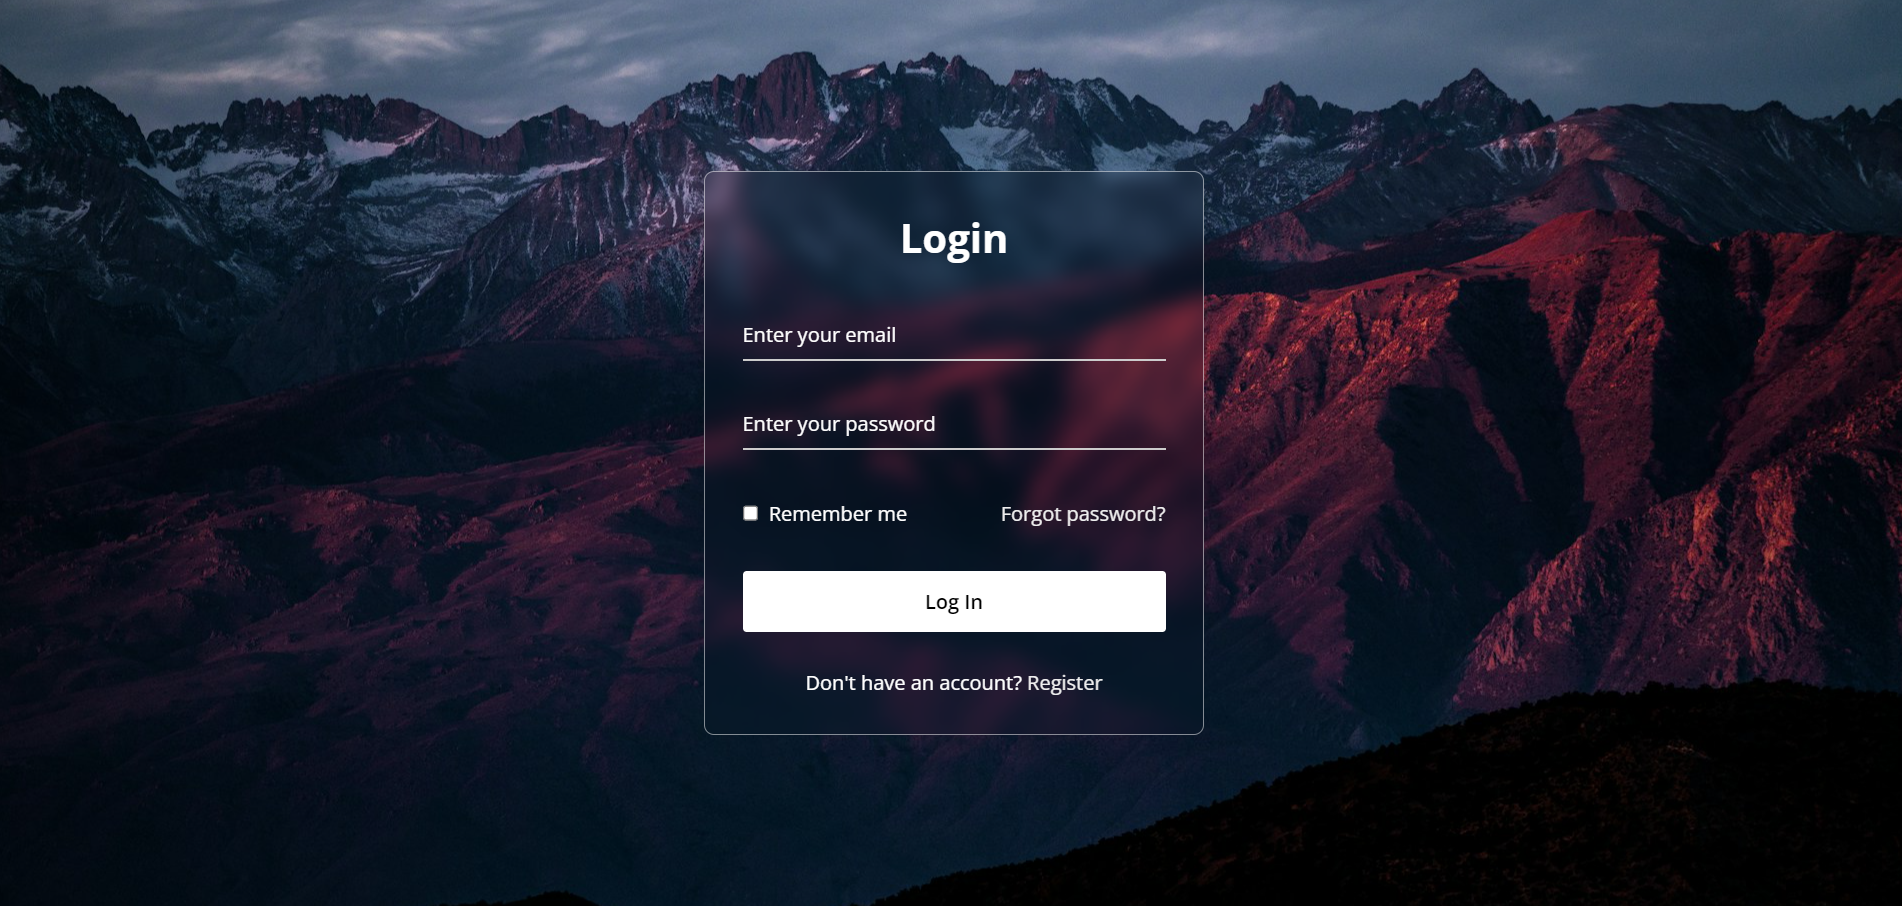 Login
Enter your email
Enter your password
Remember me
Forgot password?
Log In
Don't have an account? Register